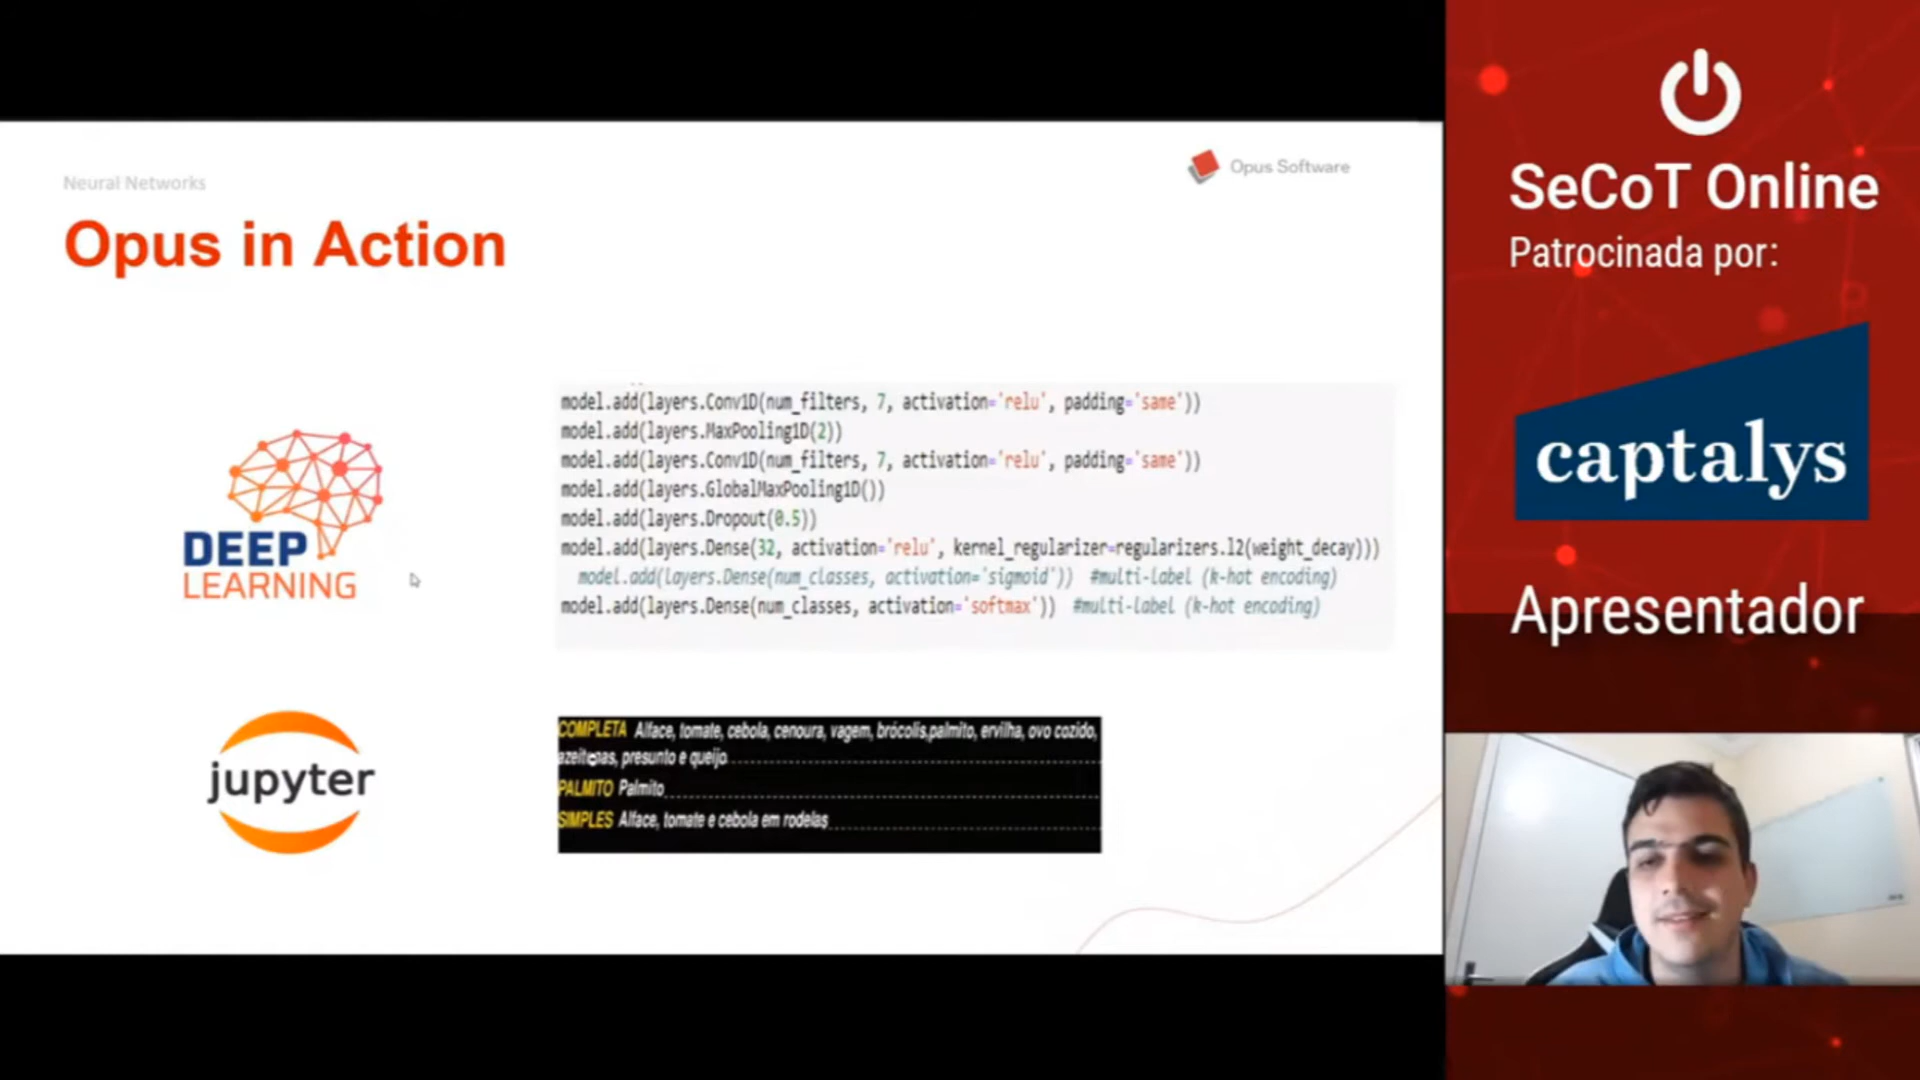 Neural Networks
Opus Software
Opus in Action
DEEP
LEARNING
model.add(layers.Conv1D(num_filters, 7, activation='relu', padding='same'))
model.add(layers.MaxPooling1D(2))
model.add(layers.Conv1D(num_filters, 7, activation='relu', padding='same'))
model.add(layers.GlobalMaxPooling1D())
model.add(layers.Dropout(0.5))
model.add(layers.Dense(32, activation='relu', kernel_regularizer=regularizers.l2(weight_decay)))
model.add(layers.Dense(num_classes, activation='sigmoid')) #multi-label (k-hot encoding)
model.add(layers.Dense(num_classes, activation='softmax')) #multi-label (k-hot encoding)
jupyter
COMPLETA Alface, tomate, cebola, cenoura, vagem, brócolis,palmito, ervilha, ovo cozido,
azeitonas, presunto e queijo
PALMITO Palmito
SIMPLES Alface, tomate e cebola em rodelas
SeCoT Online
Patrocinada por:
captalys
Apresentador